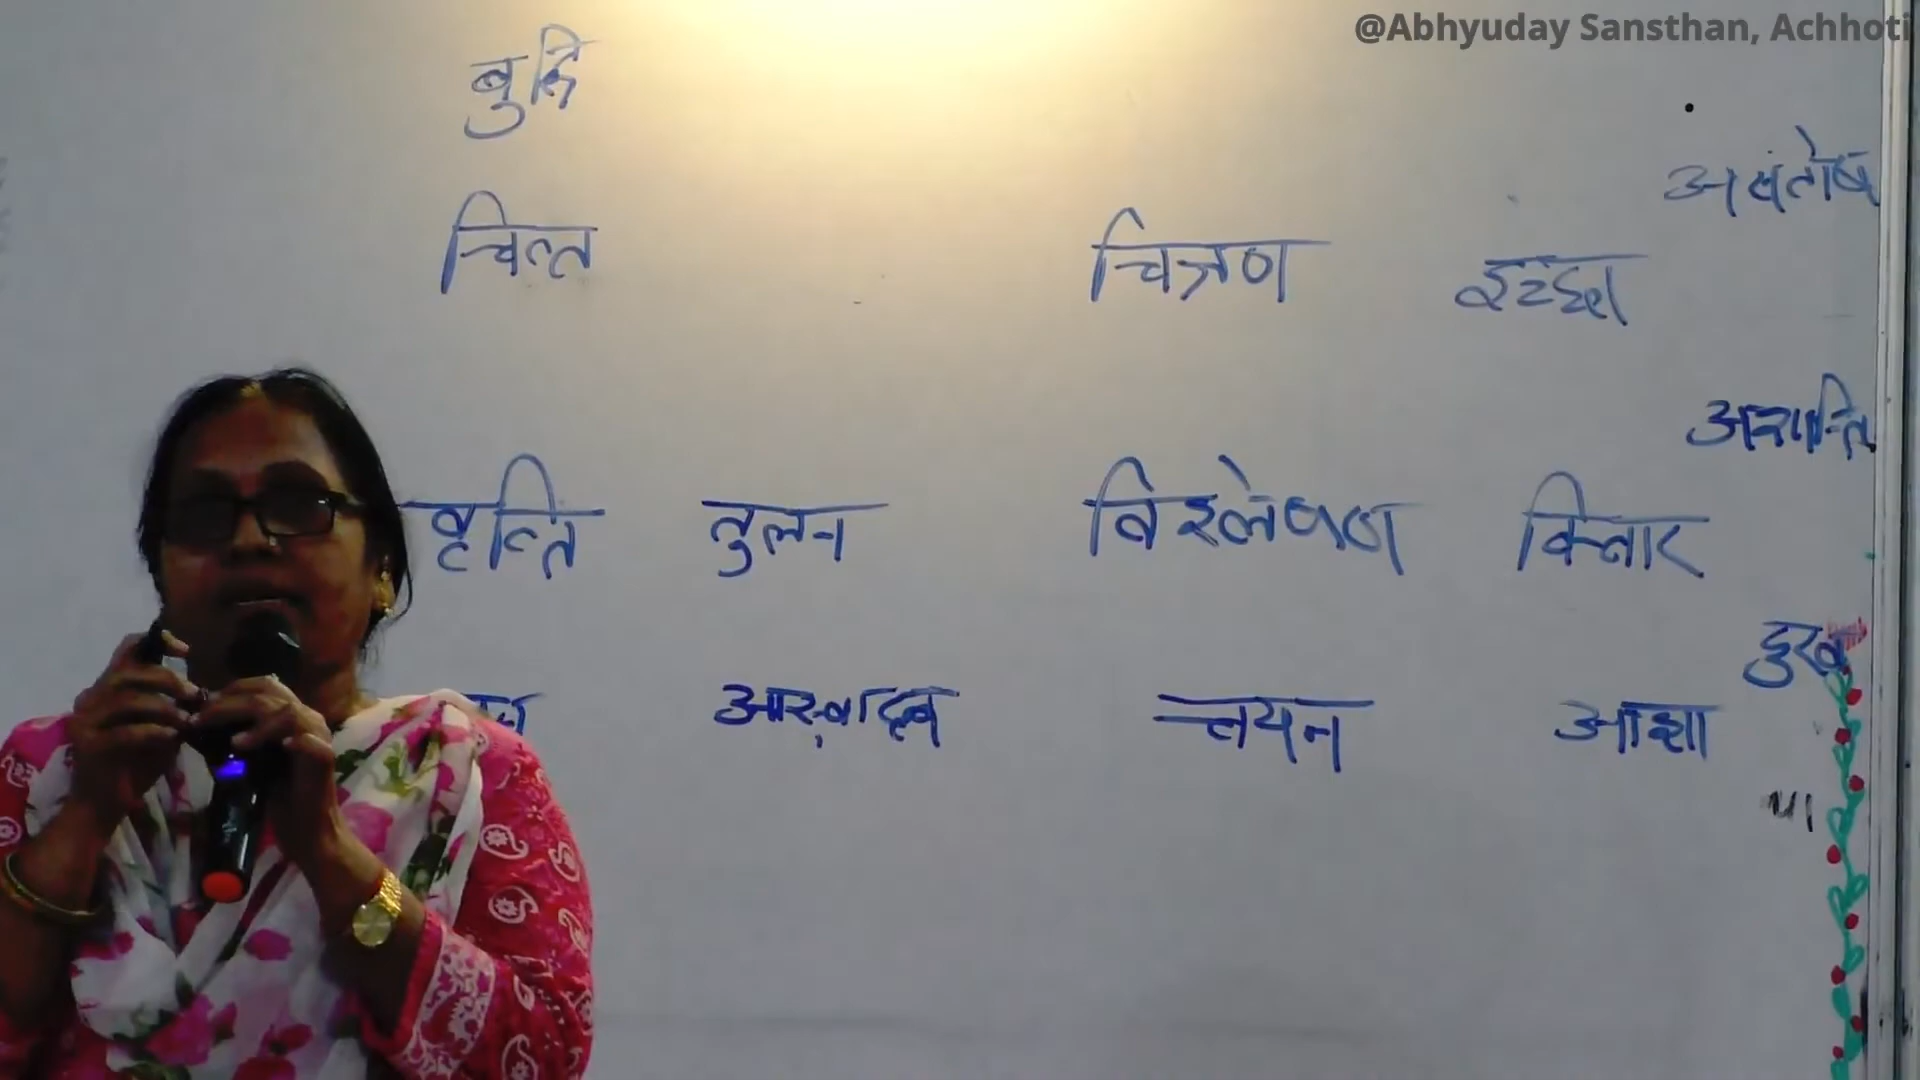 @Abhyuday Sansthan, Achhoti
बुद्धि
असंतोष
चित्त चित्रण इच्छा
अशान्ति
वृत्ति तुलन विश्लेषण विचार
दुख
आस्वादन चयन आशा